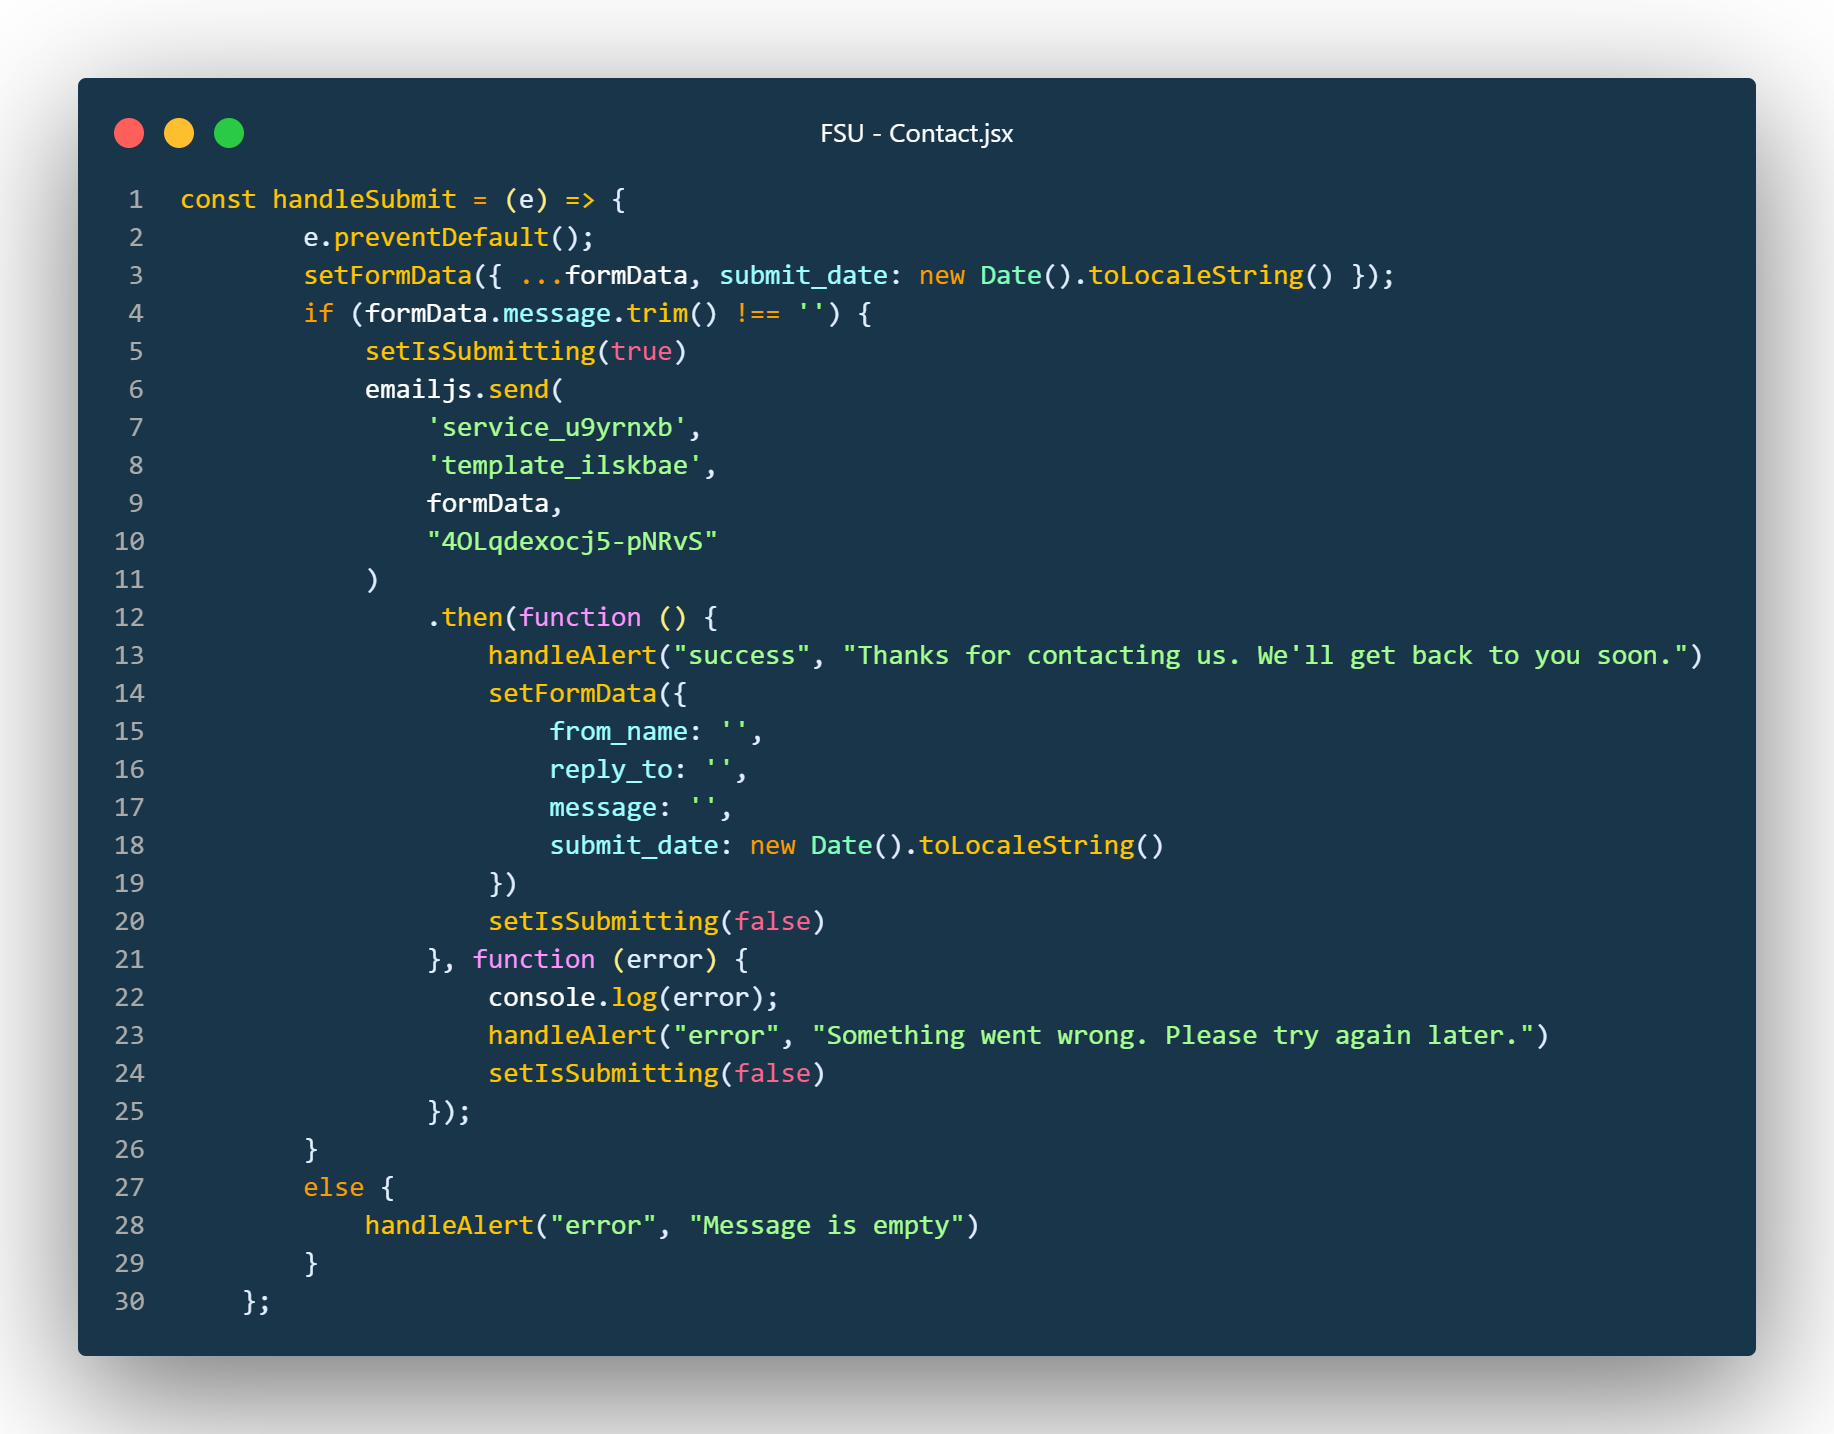 FSU - Contact.jsx
1 const handleSubmit = (e) => {
2 e.preventDefault();
3 setFormData({ ...formData, submit_date: new Date().toLocaleString() });
4 if (formData.message.trim() !== '') {
5 setIsSubmitting(true)
6 emailjs.send(
7 'service_u9yrnxb',
8 'template_ilskbae',
9 formData,
10 "4OLqdexocj5-pNRvS"
11 )
12 .then(function () {
13 handleAlert("success", "Thanks for contacting us. We'll get back to you soon.")
14 setFormData({
15 from_name: '',
16 reply_to: '',
17 message: '',
18 submit_date: new Date().toLocaleString()
19 })
20 setIsSubmitting(false)
21 }, function (error) {
22 console.log(error);
23 handleAlert("error", "Something went wrong. Please try again later.")
24 setIsSubmitting(false)
25 });
26 }
27 else {
28 handleAlert("error", "Message is empty")
29 }
30 };